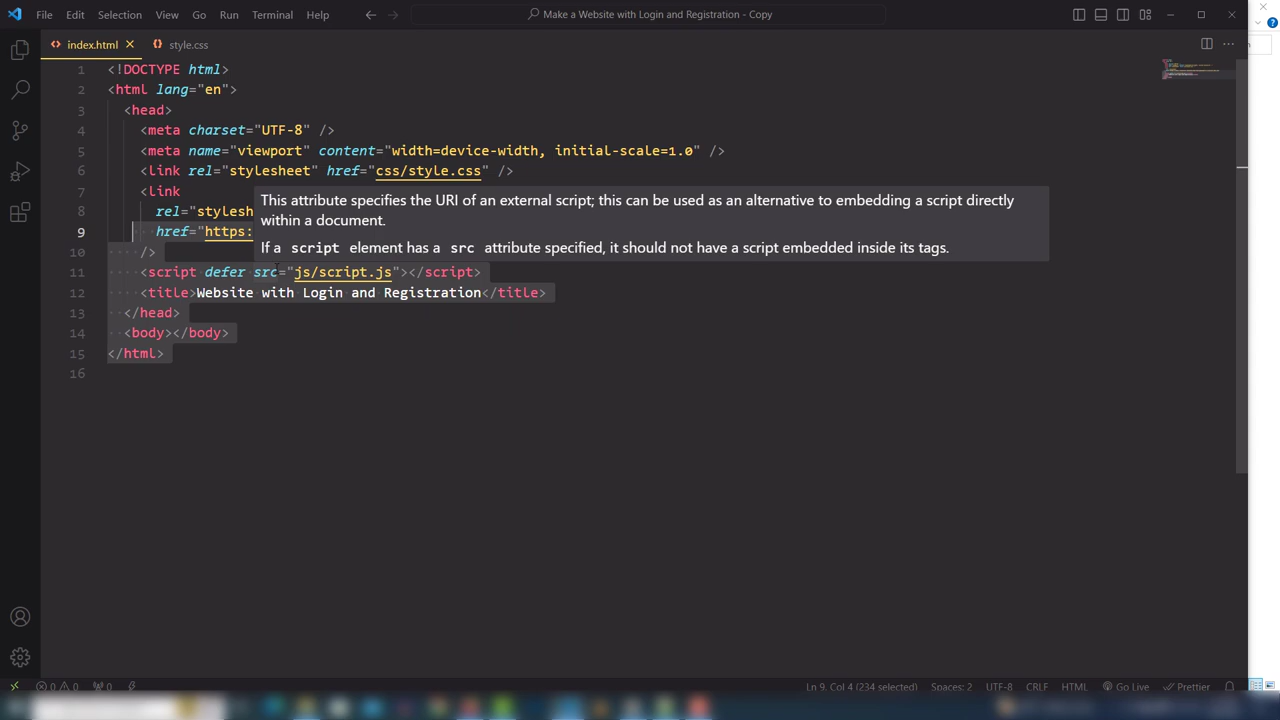 File Edit Selection View Go Run Terminal Help
Make a Website with Login and Registration - Copy
index.html style.css
1 <!DOCTYPE html>
2 <html lang="en">
3 <head>
4 <meta charset="UTF-8" />
5 <meta name="viewport" content="width=device-width, initial-scale=1.0" />
6 <link rel="stylesheet" href="css/style.css" />
7 <link
8 rel="stylesh
9 href="https:
This attribute specifies the URI of an external script; this can be used as an alternative to embedding a script directly
within a document.
If a script element has a src attribute specified, it should not have a script embedded inside its tags.
10 />
11 <script defer src="js/script.js"></script>
12 <title>Website with Login and Registration</title>
13 </head>
14 <body></body>
15 </html>
16
0 0 0 Ln 9, Col 4 (234 selected) Spaces: 2 UTF-8 CRLF HTML Go Live Prettier